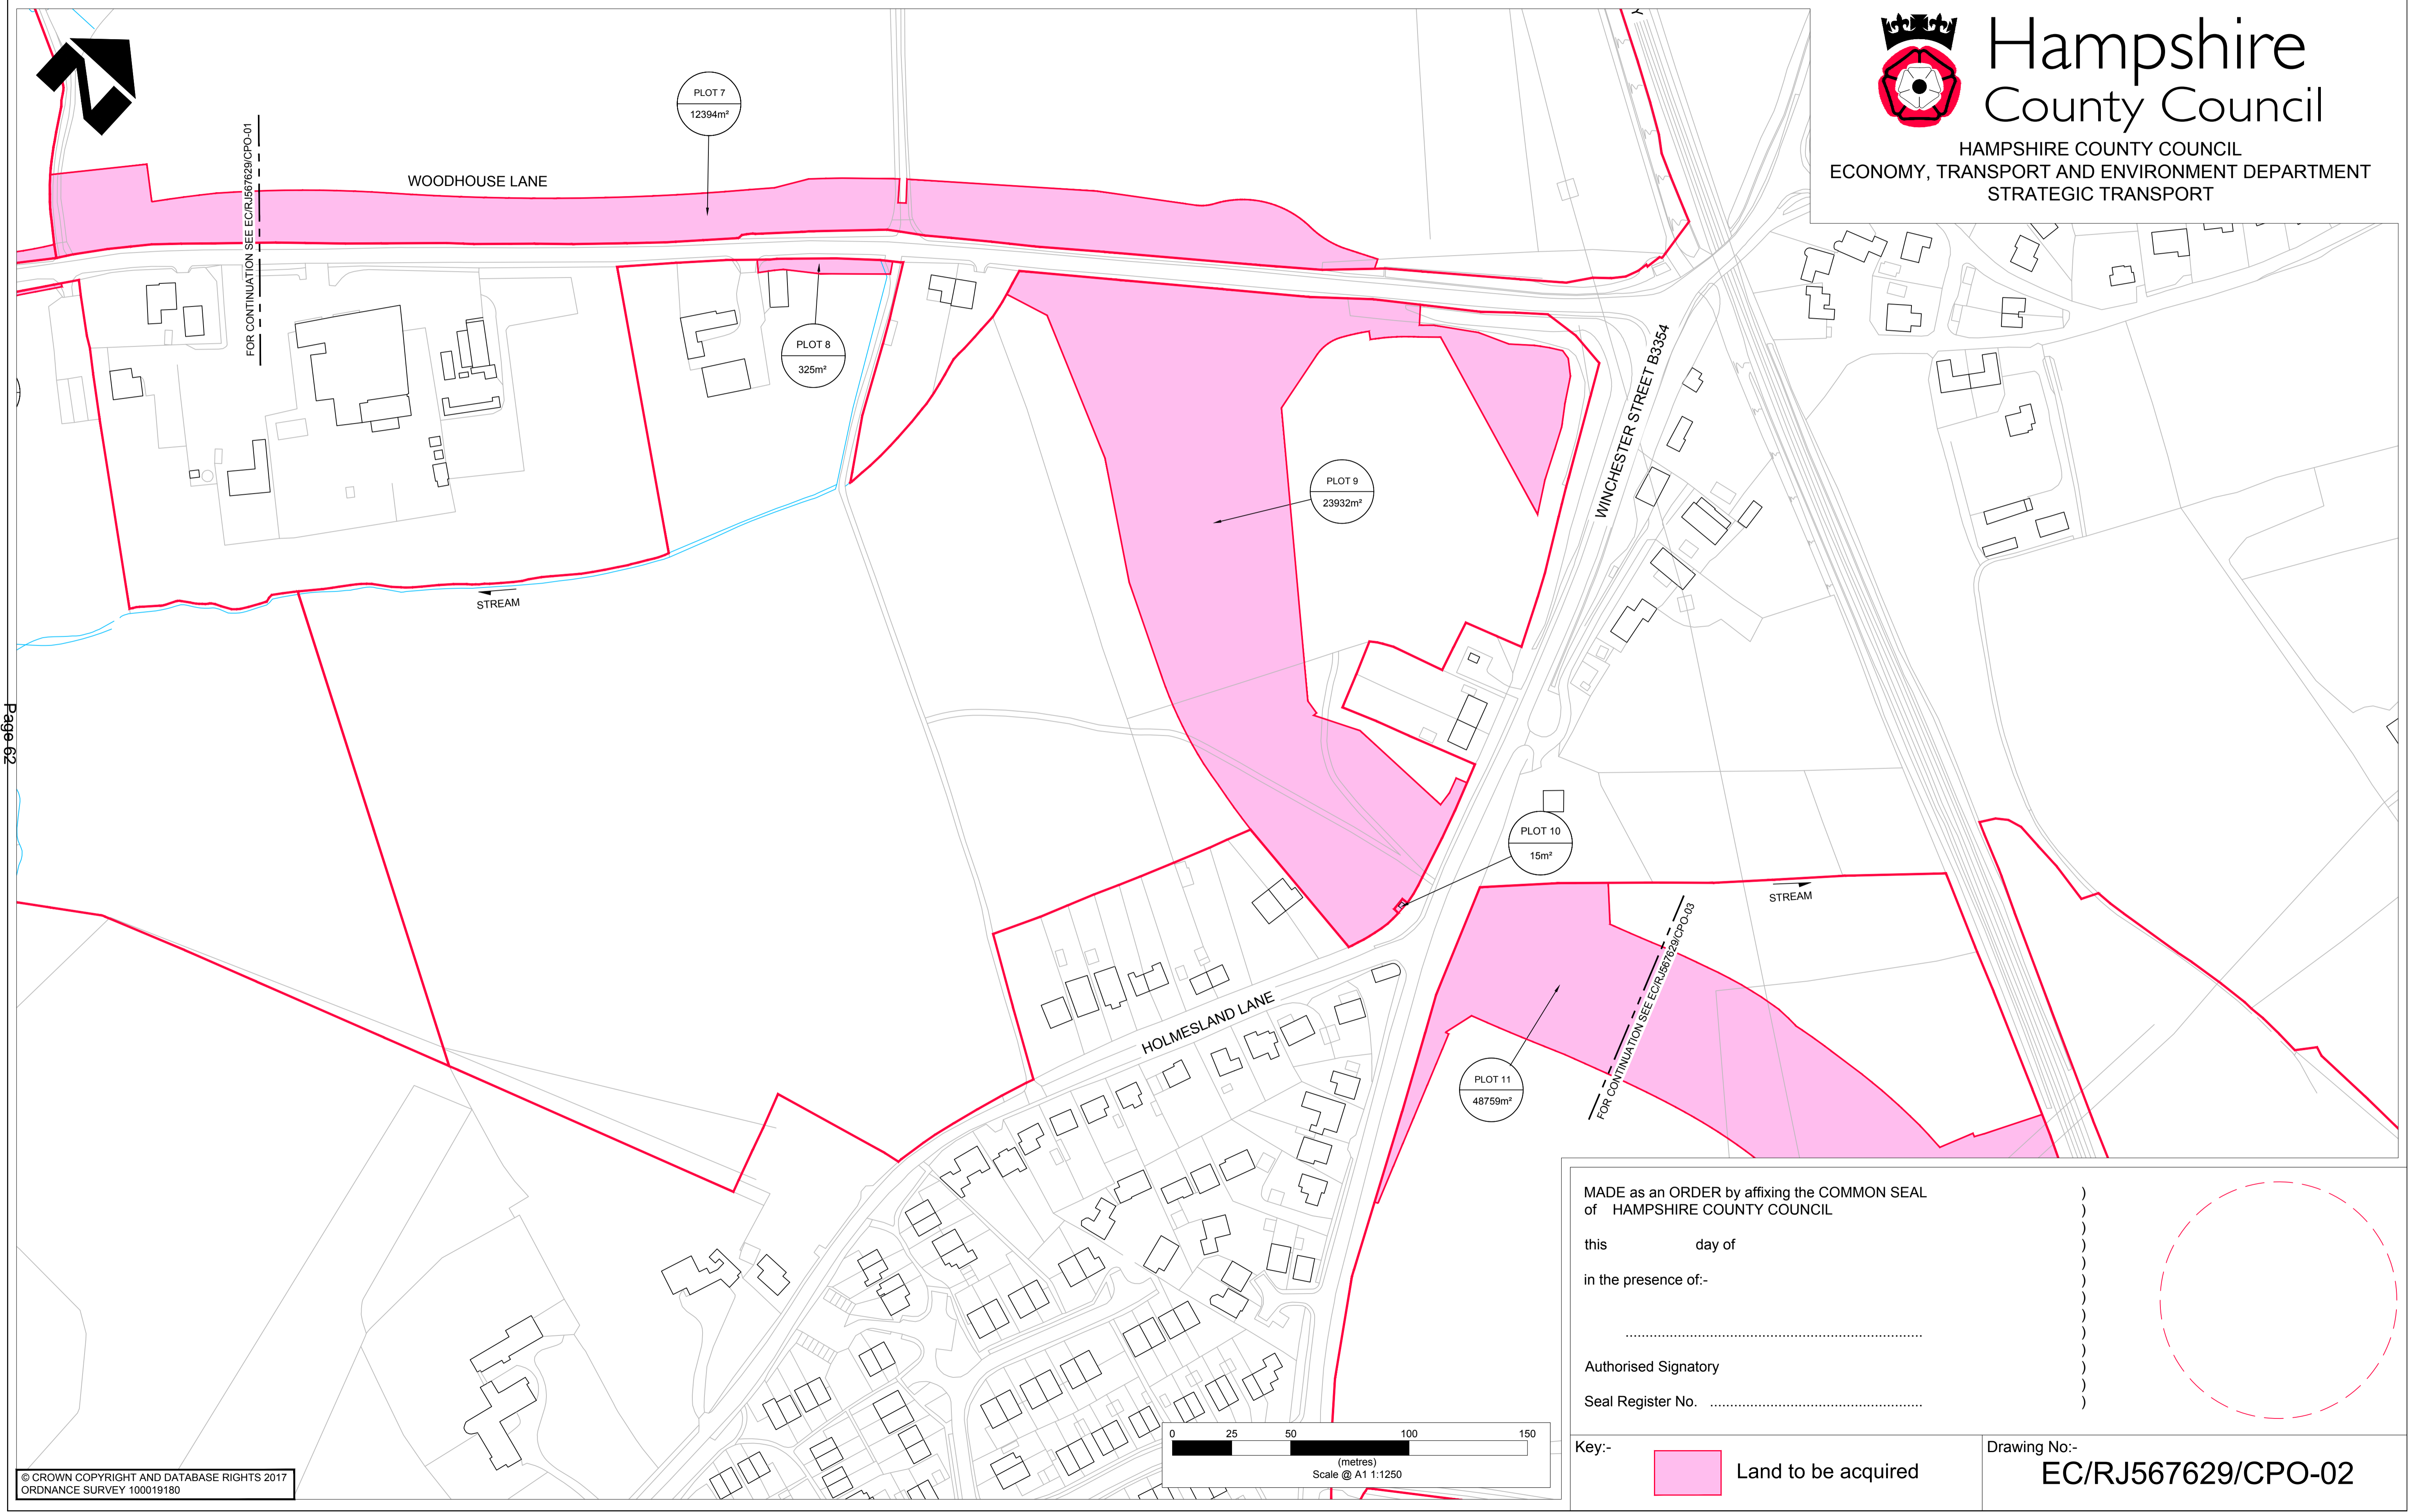 Y
Hampshire
County Council
HAMPSHIRE COUNTY COUNCIL
ECONOMY, TRANSPORT AND ENVIRONMENT DEPARTMENT
STRATEGIC TRANSPORT
PLOT 7
12394m²
FOR CONTINUATION SEE EC/RJ567629/CPO-01
WOODHOUSE LANE
PLOT 8
325m²
WINCHESTER STREET B3354
PLOT 9
23932m²
STREAM
Page 62
PLOT 10
15m²
STREAM
FOR CONTINUATION SEE EC/RJ567629/CPO-03
HOLMESLAND LANE
PLOT 11
48759m²
MADE as an ORDER by affixing the COMMON SEAL )
of HAMPSHIRE COUNTY COUNCIL )
)
this day of )
)
in the presence of:- )
)
)
.......................................................................... )
)
Authorised Signatory )
)
Seal Register No. ..................................................... )
0 25 50 100 150
(metres)
Scale @ A1 1:1250
Key:-
Land to be acquired
Drawing No:-
EC/RJ567629/CPO-02
© CROWN COPYRIGHT AND DATABASE RIGHTS 2017
ORDNANCE SURVEY 100019180